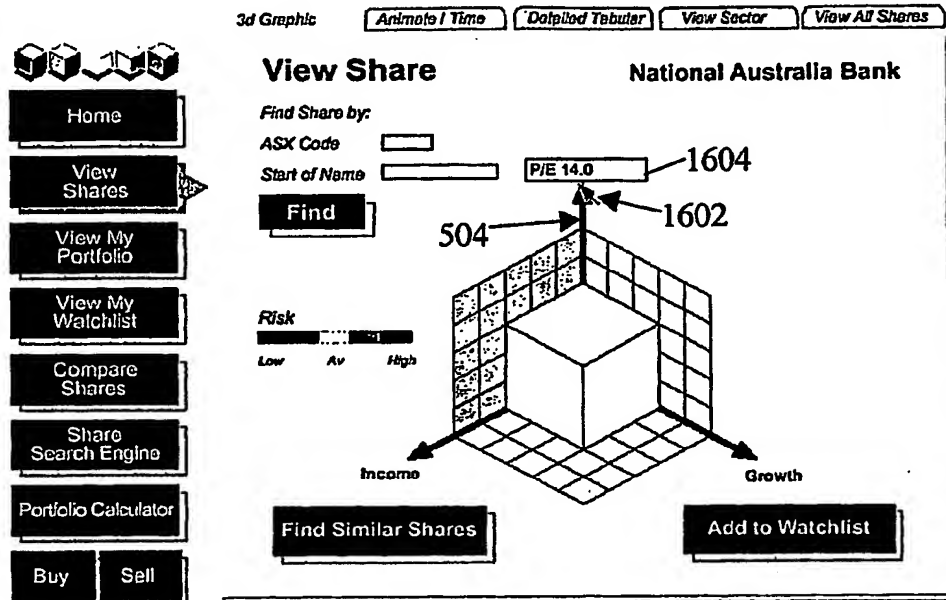 3d Graphic
Animate / Time
Detailed Tabular
View Sector
View All Shares
View Share
National Australia Bank
Home
Find Share by:
ASX Code
View
Shares
Start of Name
P/E 14.0
1604
Find
1602
504
View My
Portfolio
View My
Watchlist
Risk
Low Av High
Compare
Shares
Share
Search Engine
Income
Growth
Portfolio Calculator
Find Similar Shares
Add to Watchlist
Buy
Sell